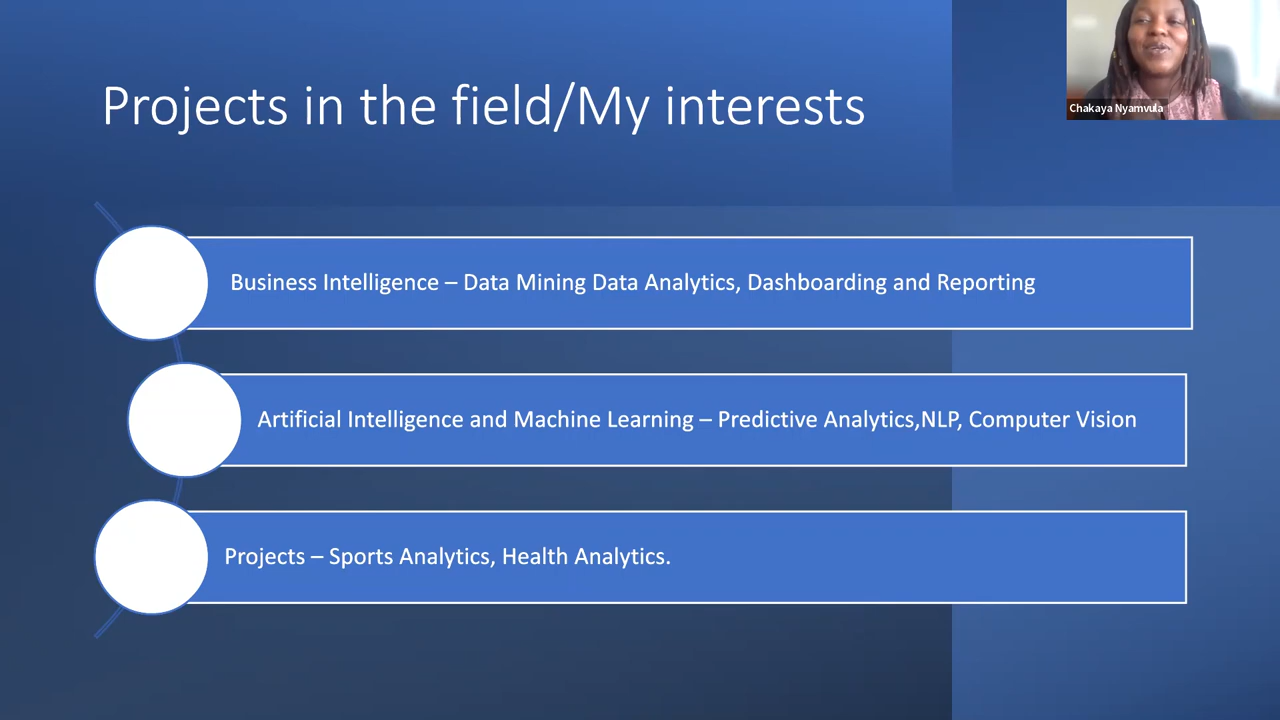 Projects in the field/My interests
Chakaya Nyamvula
Business Intelligence – Data Mining Data Analytics, Dashboarding and Reporting
Artificial Intelligence and Machine Learning – Predictive Analytics,NLP, Computer Vision
Projects – Sports Analytics, Health Analytics.